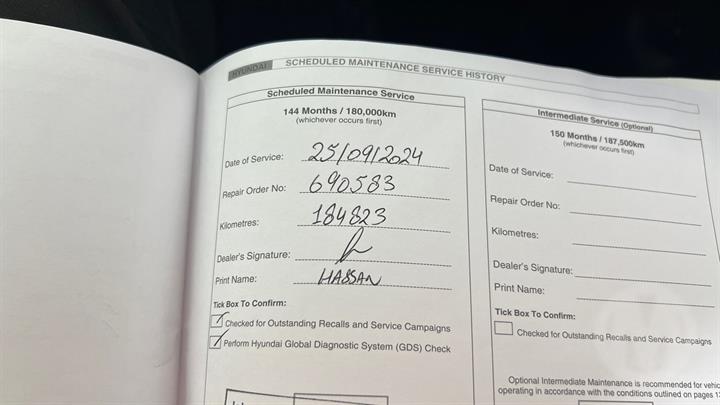 HYUNDAI SCHEDULED MAINTENANCE SERVICE HISTORY
Scheduled Maintenance Service
144 Months / 180,000km
(whichever occurs first)
Date of Service: 25/09/2024
Repair Order No: 690583
Kilometres: 184823
Dealer's Signature:
Print Name: HASSAN
Tick Box To Confirm:
Checked for Outstanding Recalls and Service Campaigns
Perform Hyundai Global Diagnostic System (GDS) Check
Intermediate Service (Optional)
150 Months / 187,500km
(whichever occurs first)
Date of Service:
Repair Order No:
Kilometres:
Dealer's Signature:
Print Name:
Tick Box To Confirm:
Checked for Outstanding Recalls and Service Campaigns
Optional Intermediate Maintenance is recommended for
operating in accordance with the conditions outlined on pages